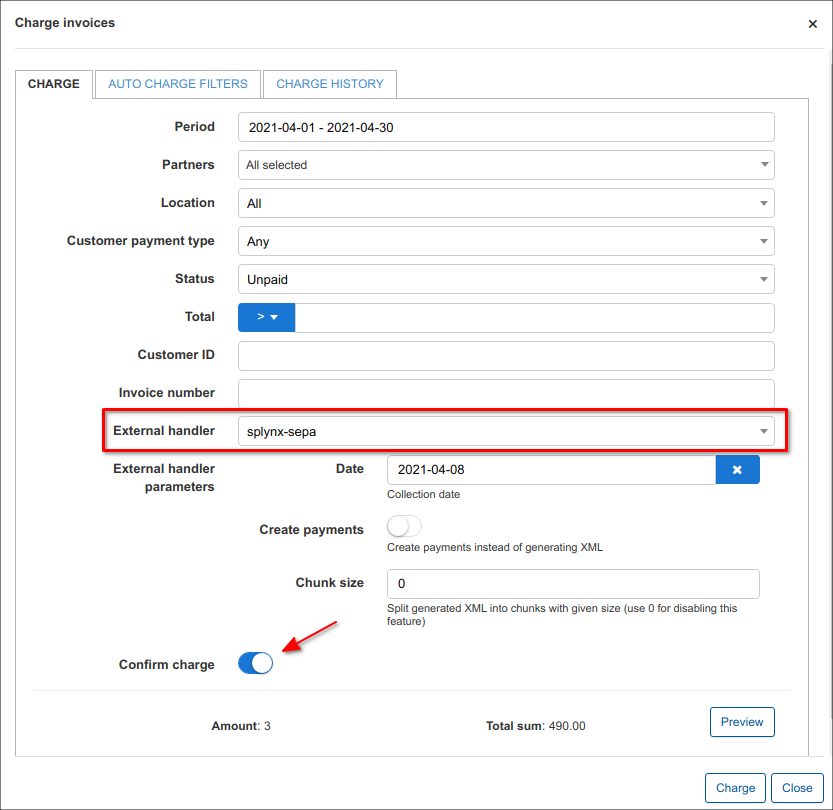 Charge invoices
CHARGE AUTO CHARGE FILTERS CHARGE HISTORY
Period 2021-04-01 - 2021-04-30
Partners All selected
Location All
Customer payment type Any
Status Unpaid
Total >
Customer ID
Invoice number
External handler splynx-sepa
External handler Date 2021-04-08
parameters
Collection date
Create payments
Create payments instead of generating XML
Chunk size 0
Split generated XML into chunks with given size (use 0 for disabling this
feature)
Confirm charge
Amount: 3 Total sum: 490.00 Preview
Charge Close